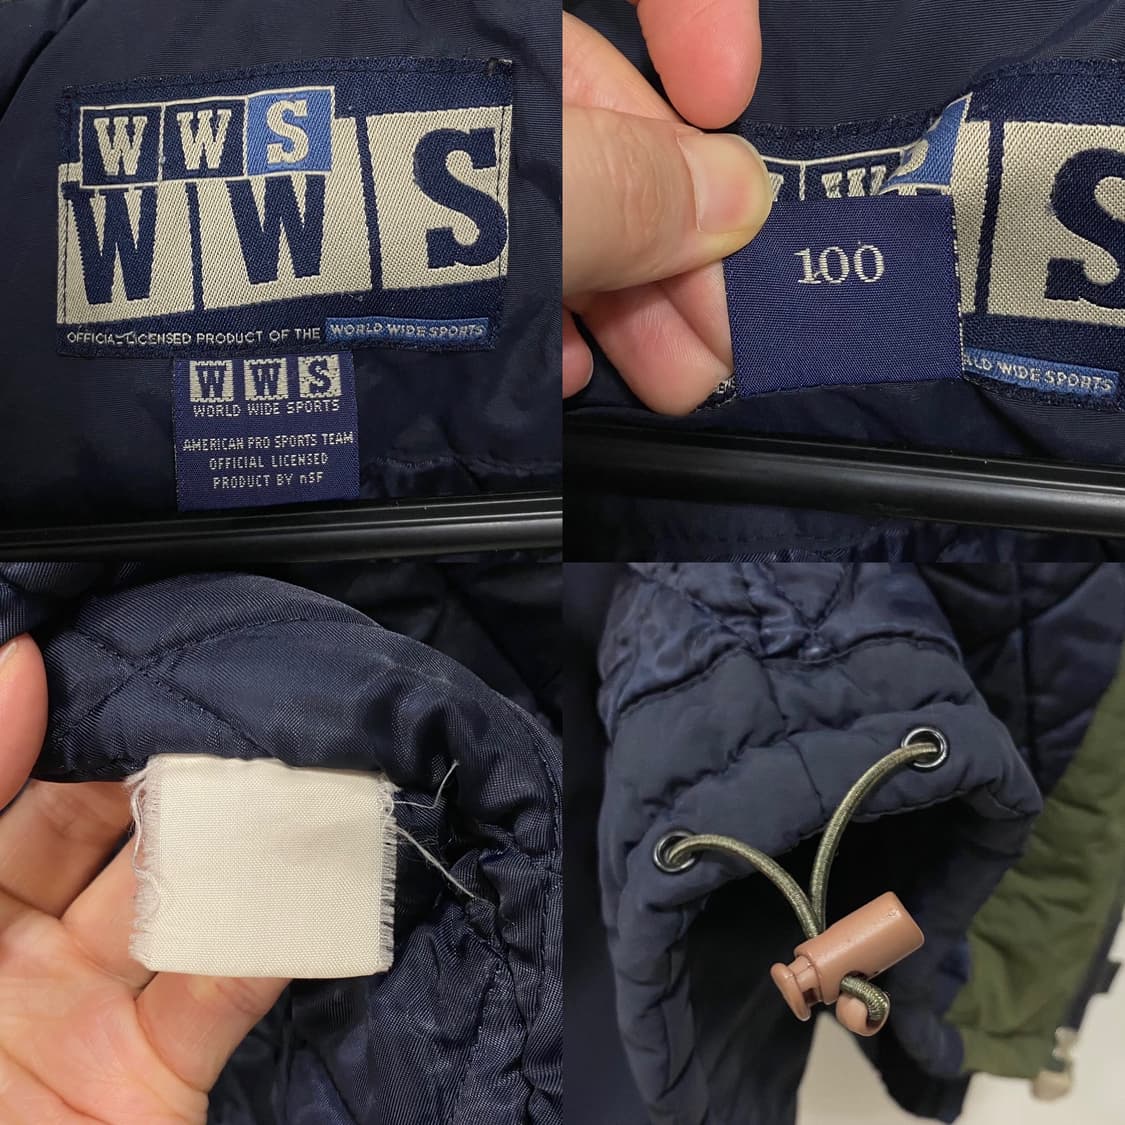 WWS
WWS
OFFICIAL LICENSED PRODUCT OF THE WORLD WIDE SPORTS
WWS
WORLD WIDE SPORTS
AMERICAN PRO SPORTS TEAM
OFFICIAL LICENSED
PRODUCT BY nSF
S
100
S
RLD WIDE SPORTS